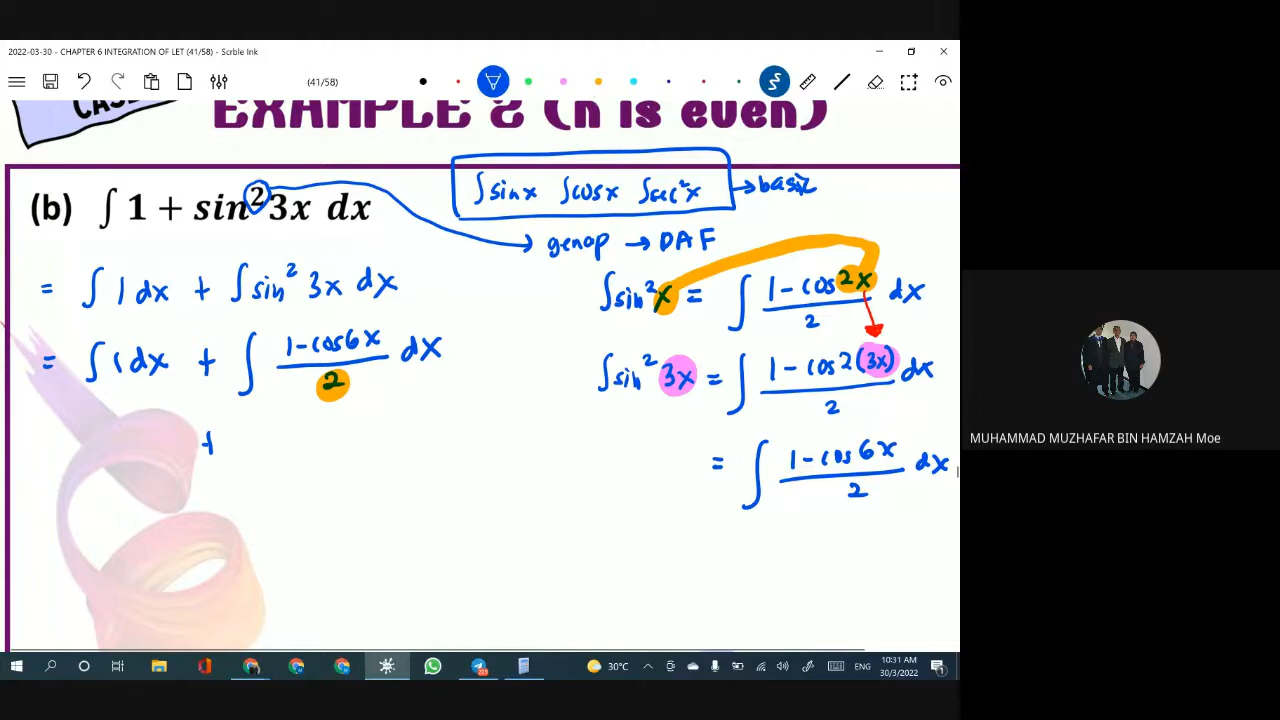 2022-03-30 - CHAPTER 6 INTEGRATION OF LET (41/58) - Scrble Ink
(41/58)
CASE
EXAMPLE 2 (n is even)
∫sinx ∫cosx ∫sec²x → basic
(b) ∫ 1 + sin²3x dx
genap → DAF
= ∫ 1 dx + ∫ sin² 3x dx
∫sin²x = ∫ (1 - cos 2x)/2 dx
= ∫ 1 dx + ∫ (1 - cos6x)/2 dx
∫sin² 3x = ∫ (1 - cos 2(3x))/2 dx
+
= ∫ (1 - cos 6x)/2 dx
MUHAMMAD MUZHAFAR BIN HAMZAH Moe
30°C
ENG
10:31 AM
30/3/2022